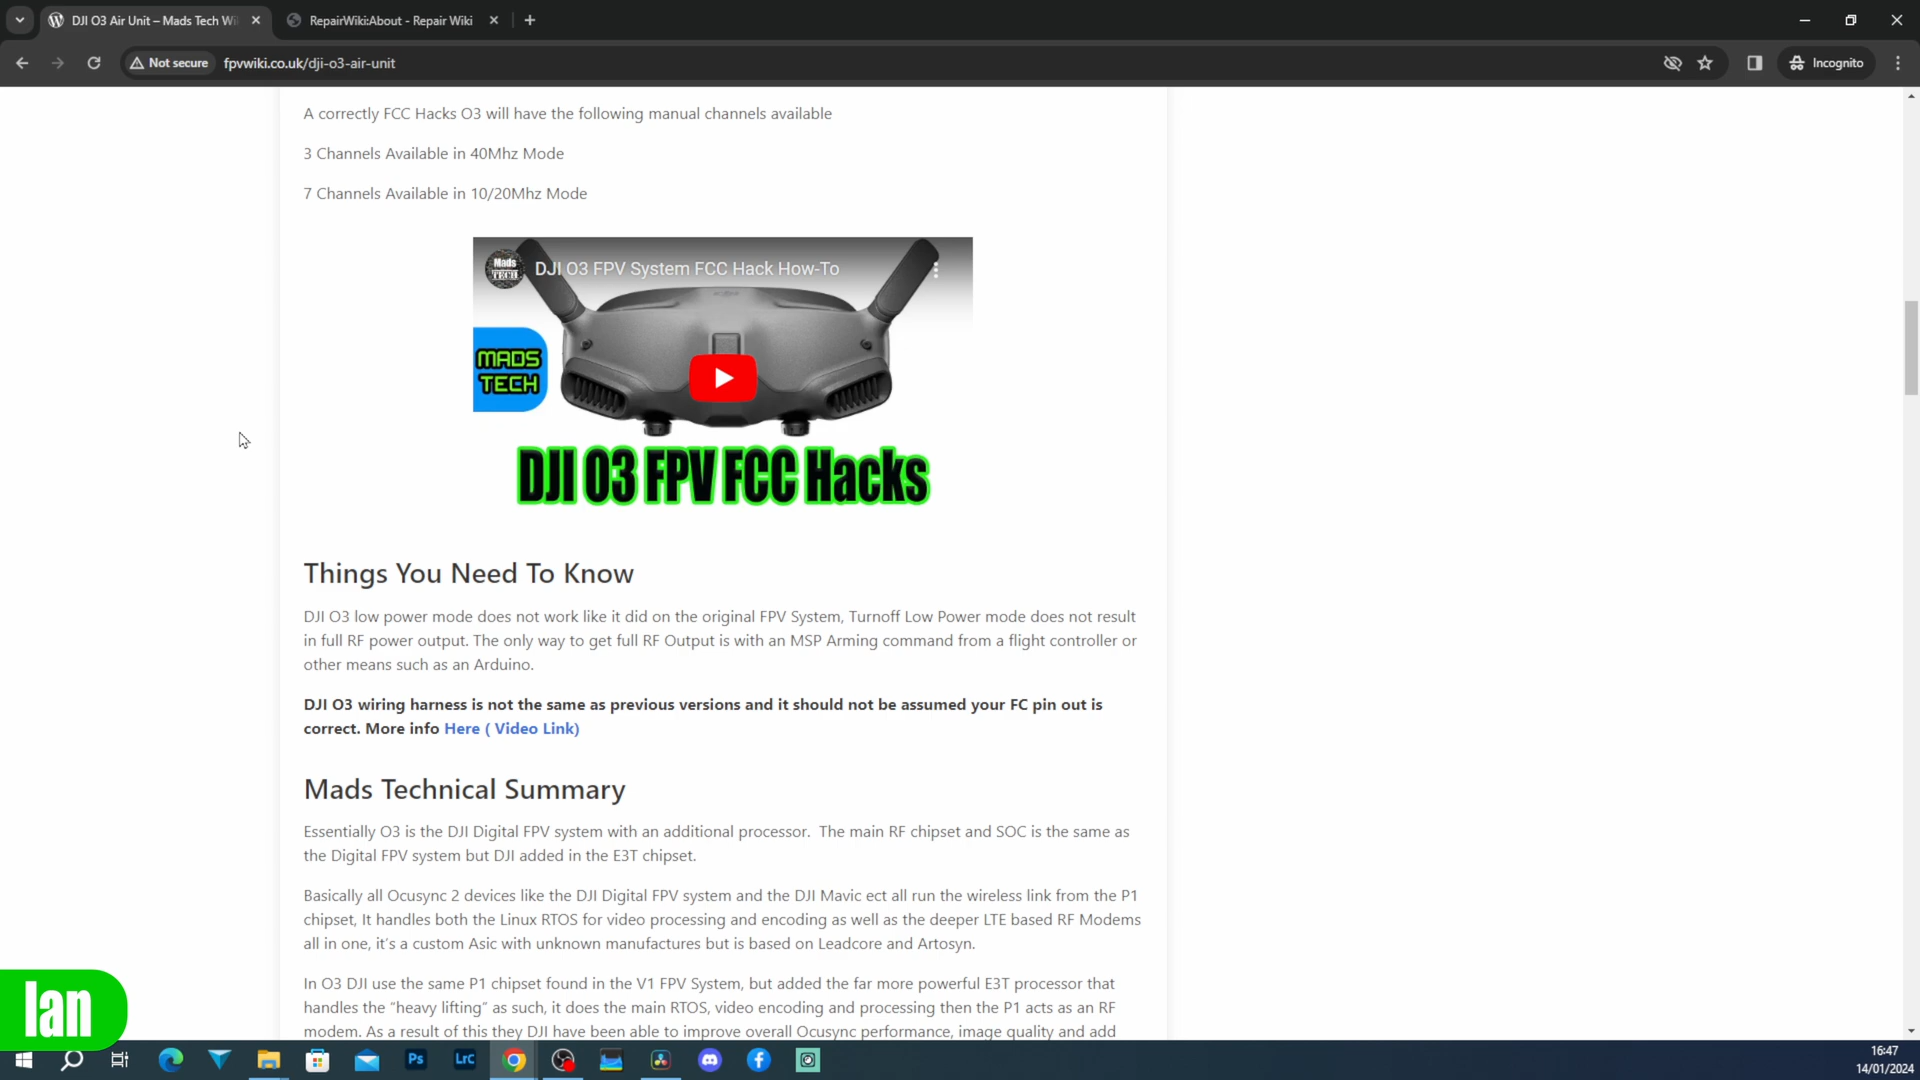 DJI O3 Air Unit – Mads Tech Wi
RepairWiki:About - Repair Wiki
Not secure
fpvwiki.co.uk/dji-o3-air-unit
Incognito
A correctly FCC Hacks O3 will have the following manual channels available
3 Channels Available in 40Mhz Mode
7 Channels Available in 10/20Mhz Mode
Mads
TECH
DJI O3 FPV System FCC Hack How-To
MADS
TECH
DJI O3 FPV FCC Hacks
Things You Need To Know
DJI O3 low power mode does not work like it did on the original FPV System, Turnoff Low Power mode does not result
in full RF power output. The only way to get full RF Output is with an MSP Arming command from a flight controller or
other means such as an Arduino.
DJI O3 wiring harness is not the same as previous versions and it should not be assumed your FC pin out is
correct. More info Here ( Video Link)
Mads Technical Summary
Essentially O3 is the DJI Digital FPV system with an additional processor.  The main RF chipset and SOC is the same as
the Digital FPV system but DJI added in the E3T chipset.
Basically all Ocusync 2 devices like the DJI Digital FPV system and the DJI Mavic ect all run the wireless link from the P1
chipset, It handles both the Linux RTOS for video processing and encoding as well as the deeper LTE based RF Modems
all in one, it's a custom Asic with unknown manufactures but is based on Leadcore and Artosyn.
In O3 DJI use the same P1 chipset found in the V1 FPV System, but added the far more powerful E3T processor that
handles the “heavy lifting” as such, it does the main RTOS, video encoding and processing then the P1 acts as an RF
modem. As a result of this they DJI have been able to improve overall Ocusync performance, image quality and add
Ian
Ps
LrC
16:47
14/01/2024